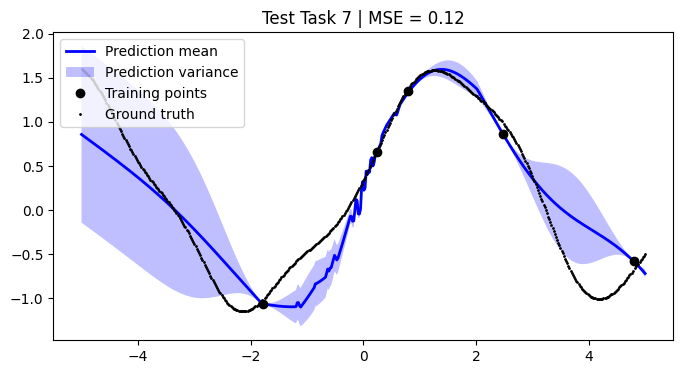 Test Task 7 | MSE = 0.12
Prediction mean
Prediction variance
Training points
Ground truth
2.0
1.5
1.0
0.5
0.0
−0.5
−1.0
−4
−2
0
2
4